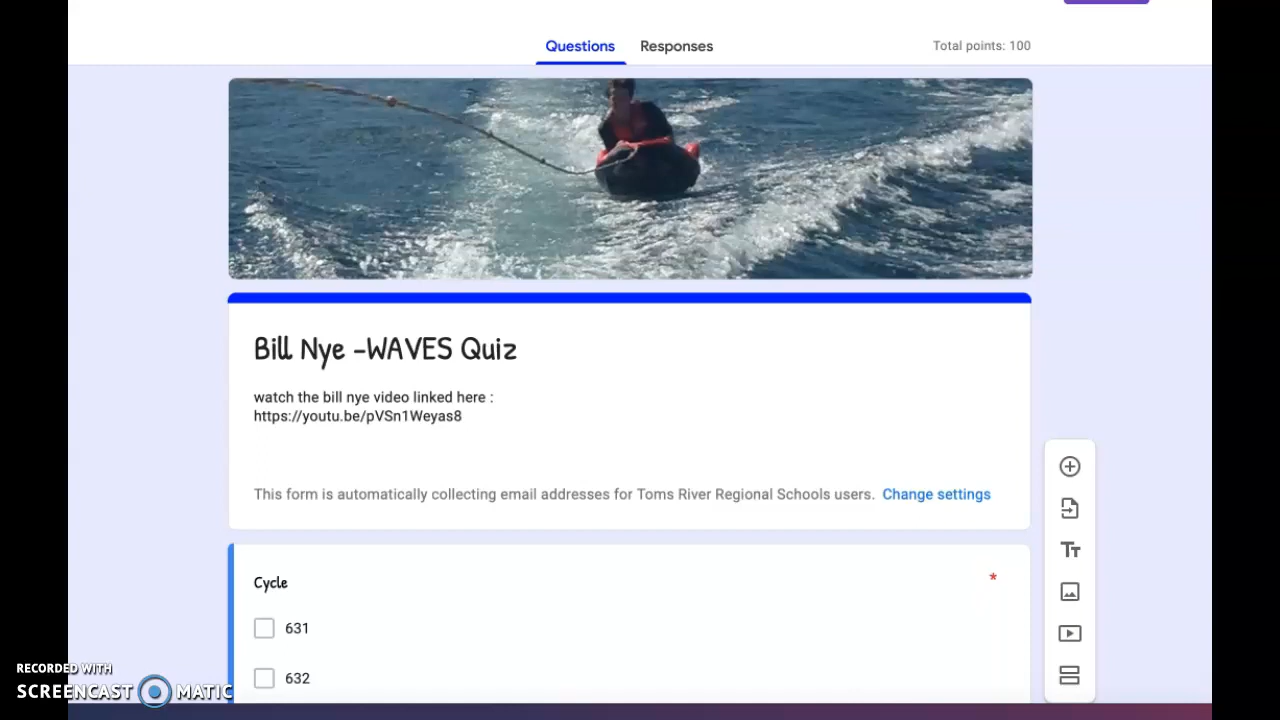 Questions Responses Total points: 100
Bill Nye -WAVES Quiz
watch the bill nye video linked here :
https://youtu.be/pVSn1Weyas8
This form is automatically collecting email addresses for Toms River Regional Schools users. Change settings
Cycle *
631
632
RECORDED WITH
SCREENCAST MATIC